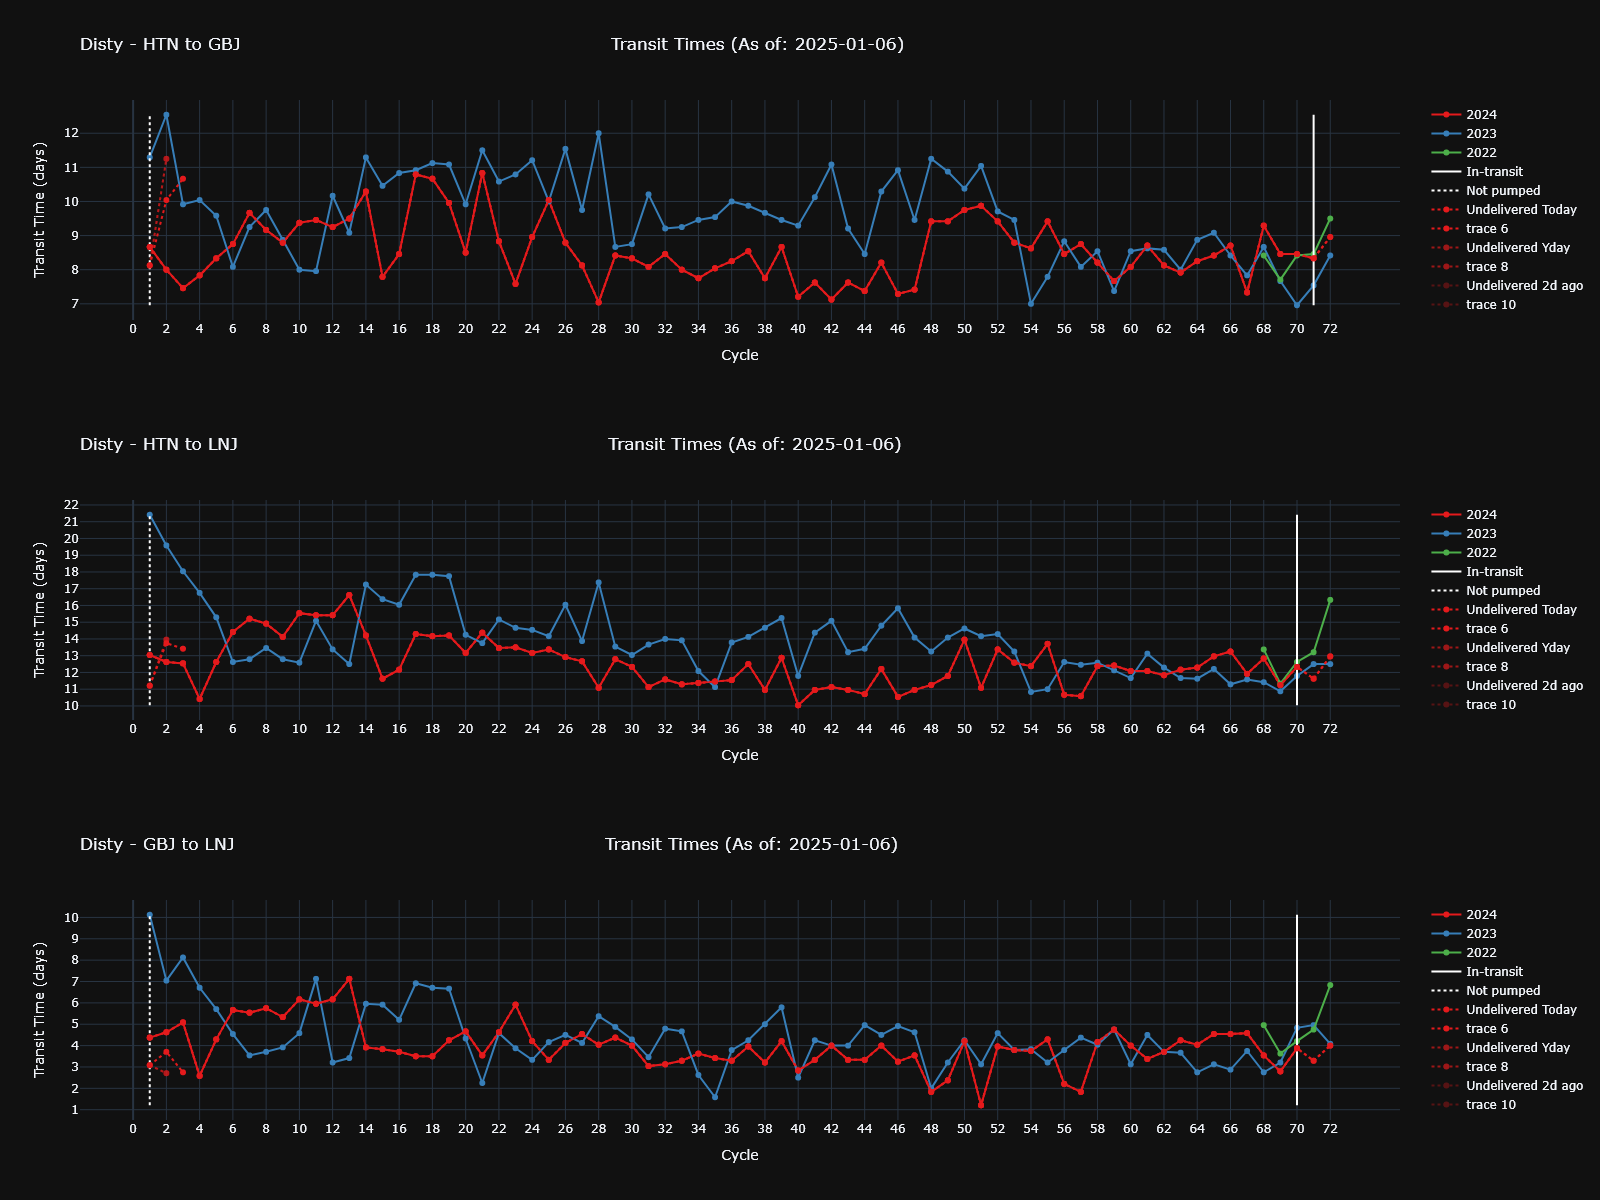 Disty - HTN to GBJ
Transit Times (As of: 2025-01-06)
Transit Time (days)
12
11
10
9
8
7
0 2 4 6 8 10 12 14 16 18 20 22 24 26 28 30 32 34 36 38 40 42 44 46 48 50 52 54 56 58 60 62 64 66 68 70 72
Cycle
2024
2023
2022
In-transit
Not pumped
Undelivered Today
trace 6
Undelivered Yday
trace 8
Undelivered 2d ago
trace 10
Disty - HTN to LNJ
Transit Times (As of: 2025-01-06)
Transit Time (days)
22
21
20
19
18
17
16
15
14
13
12
11
10
0 2 4 6 8 10 12 14 16 18 20 22 24 26 28 30 32 34 36 38 40 42 44 46 48 50 52 54 56 58 60 62 64 66 68 70 72
Cycle
2024
2023
2022
In-transit
Not pumped
Undelivered Today
trace 6
Undelivered Yday
trace 8
Undelivered 2d ago
trace 10
Disty - GBJ to LNJ
Transit Times (As of: 2025-01-06)
Transit Time (days)
10
9
8
7
6
5
4
3
2
1
0 2 4 6 8 10 12 14 16 18 20 22 24 26 28 30 32 34 36 38 40 42 44 46 48 50 52 54 56 58 60 62 64 66 68 70 72
Cycle
2024
2023
2022
In-transit
Not pumped
Undelivered Today
trace 6
Undelivered Yday
trace 8
Undelivered 2d ago
trace 10